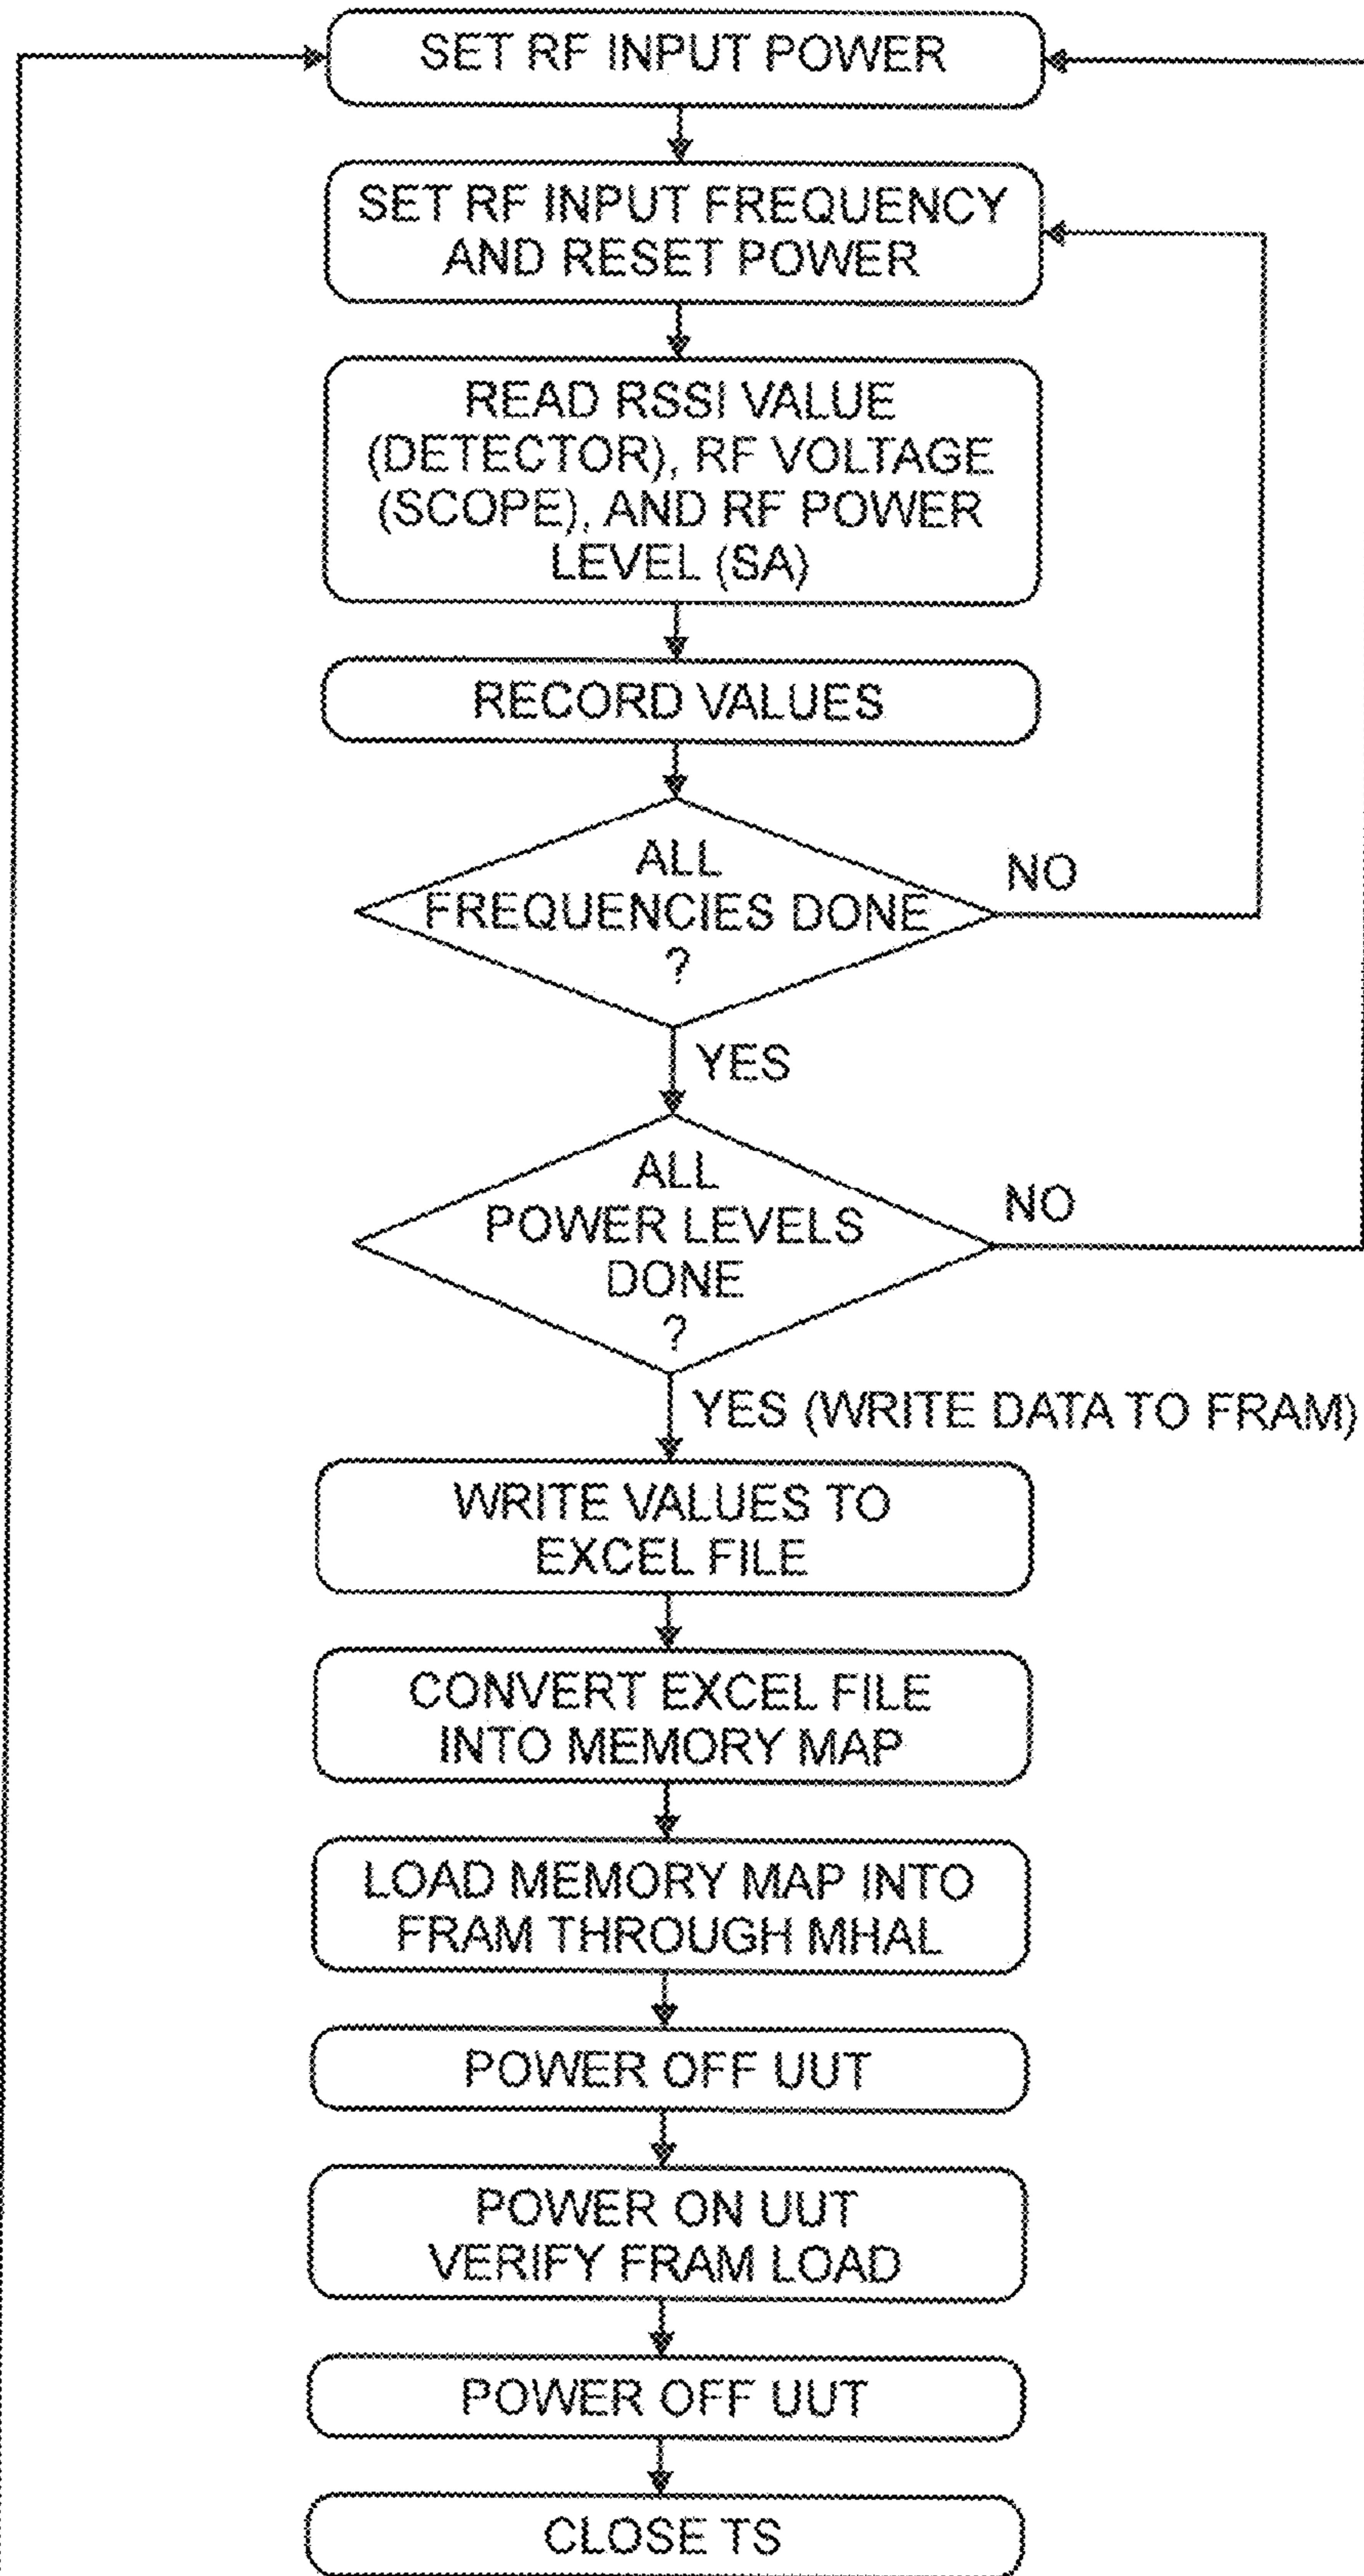 SET RF INPUT POWER
SET RF INPUT FREQUENCY
AND RESET POWER
READ RSSI VALUE
(DETECTOR), RF VOLTAGE
(SCOPE), AND RF POWER
LEVEL (SA)
RECORD VALUES
ALL
FREQUENCIES DONE
?
NO
YES
ALL
POWER LEVELS
DONE
?
NO
YES (WRITE DATA TO FRAM)
WRITE VALUES TO
EXCEL FILE
CONVERT EXCEL FILE
INTO MEMORY MAP
LOAD MEMORY MAP INTO
FRAM THROUGH MHAL
POWER OFF UUT
POWER ON UUT
VERIFY FRAM LOAD
POWER OFF UUT
CLOSE TS